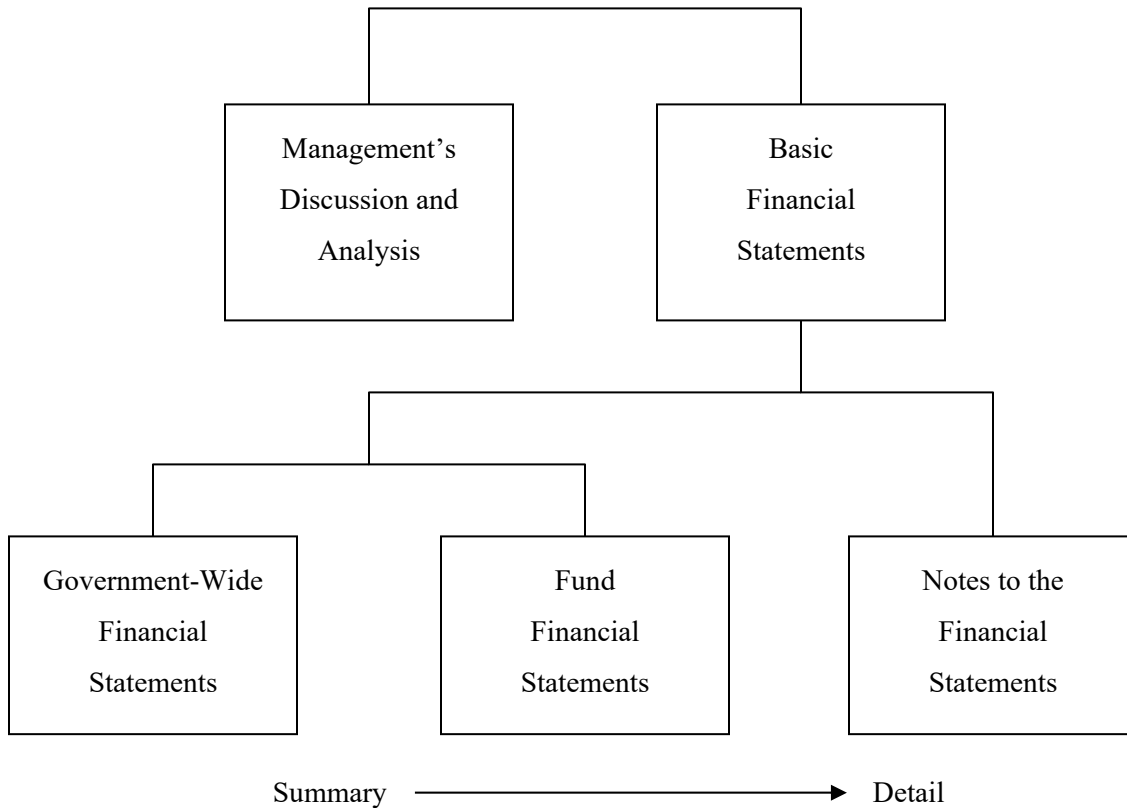 Management’s
Discussion and
Analysis
Basic
Financial
Statements
Government-Wide
Financial
Statements
Fund
Financial
Statements
Notes to the
Financial
Statements
Summary
Detail